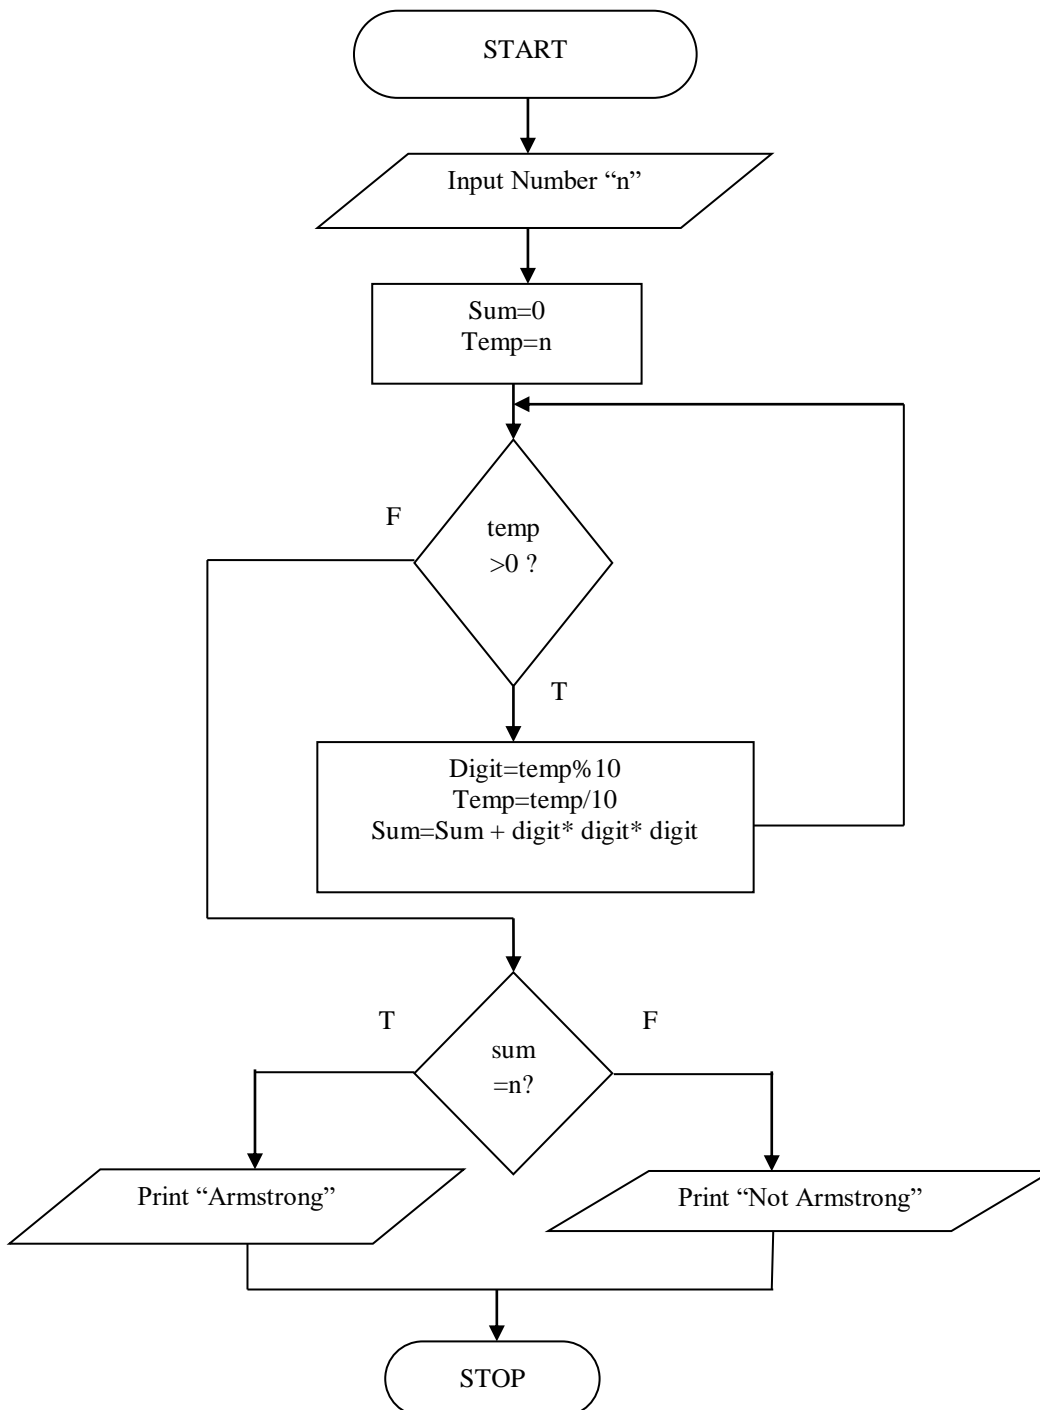 START
Input Number “n”
Sum=0
Temp=n
F
temp
>0 ?
T
Digit=temp%10
Temp=temp/10
Sum=Sum + digit* digit* digit
T
F
sum
=n?
Print “Armstrong”
Print “Not Armstrong”
STOP